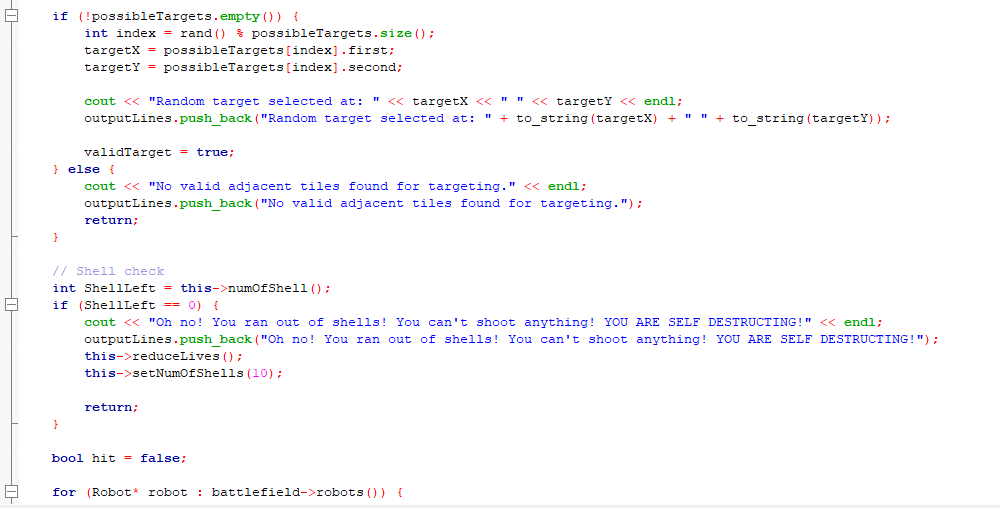 if (!possibleTargets.empty()) {
    int index = rand() % possibleTargets.size();
    targetX = possibleTargets[index].first;
    targetY = possibleTargets[index].second;

    cout << "Random target selected at: " << targetX << " " << targetY << endl;
    outputLines.push_back("Random target selected at: " + to_string(targetX) + " " + to_string(targetY));

    validTarget = true;
} else {
    cout << "No valid adjacent tiles found for targeting." << endl;
    outputLines.push_back("No valid adjacent tiles found for targeting.");
    return;
}

// Shell check
int ShellLeft = this->numOfShell();
if (ShellLeft == 0) {
    cout << "Oh no! You ran out of shells! You can't shoot anything! YOU ARE SELF DESTRUCTING!" << endl;
    outputLines.push_back("Oh no! You ran out of shells! You can't shoot anything! YOU ARE SELF DESTRUCTING!");
    this->reduceLives();
    this->setNumOfShells(10);

    return;
}

bool hit = false;

for (Robot* robot : battlefield->robots()) {